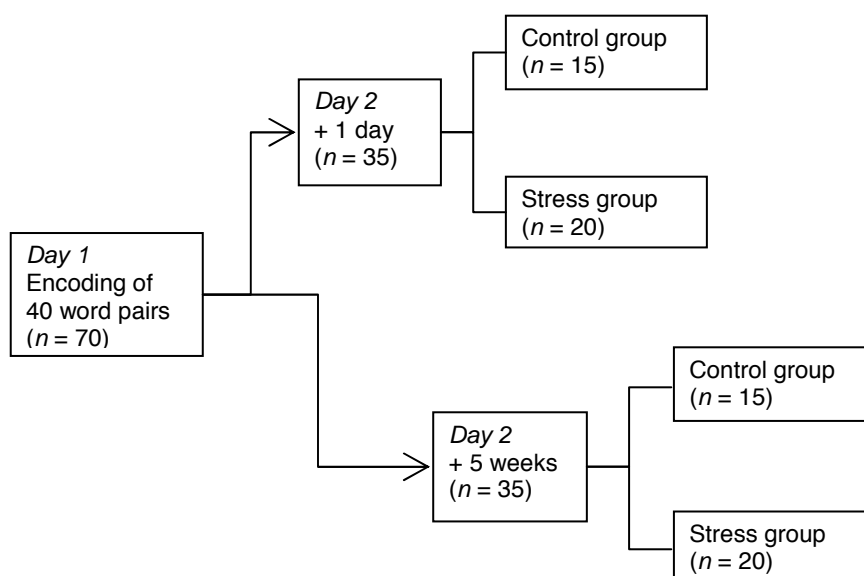 Day 1
Encoding of
40 word pairs
(n = 70)
Day 2
+ 1 day
(n = 35)
Control group
(n = 15)
Stress group
(n = 20)
Day 2
+ 5 weeks
(n = 35)
Control group
(n = 15)
Stress group
(n = 20)